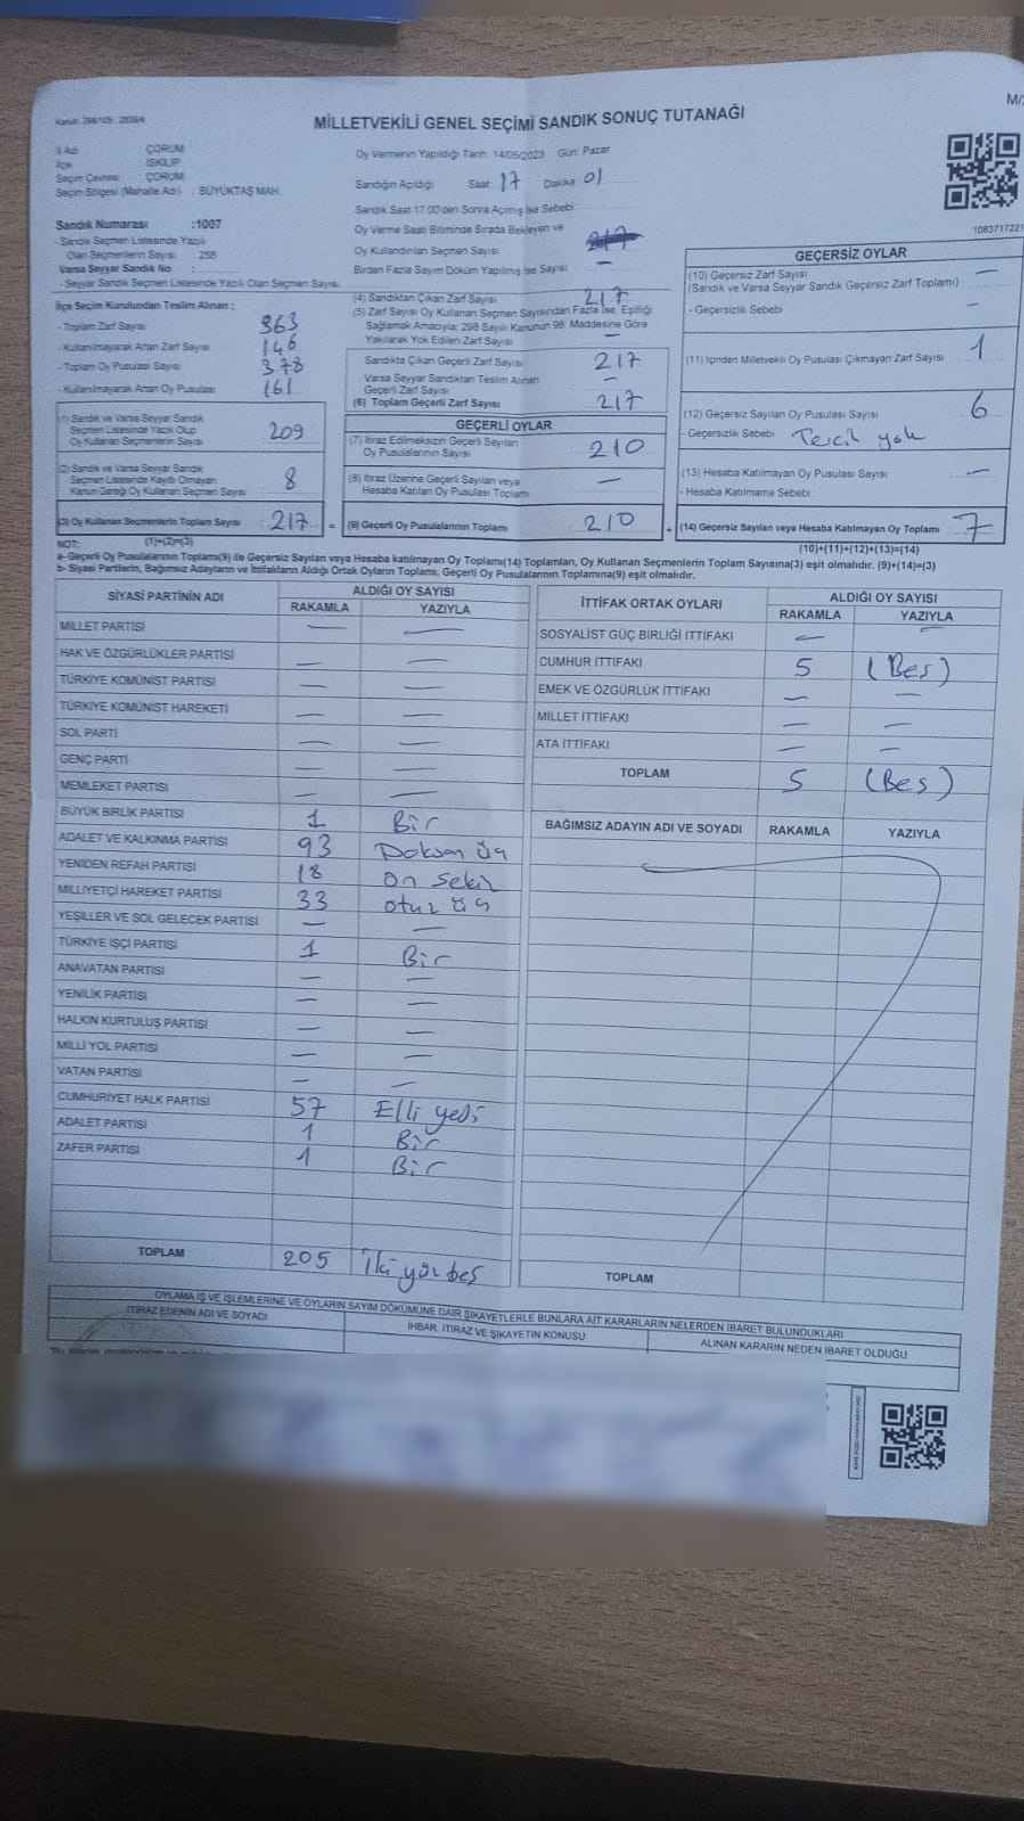 MİLLETVEKİLİ GENEL SEÇİMİ SANDIK SONUÇ TUTANAĞI
İl Adı ÇORUM
İlçe İSKİLİP
Seçim Çevresi ÇORUM
Seçim Bölgesi (Mahalle Adı) : BÜYÜKTAŞ MAH.
Sandık Numarası :1007
- Sandık Seçmen Listesinde Yazılı
Olan Seçmenlerin Sayısı : 258
Varsa Seyyar Sandık No :
- Seyyar Sandık Seçmen Listesinde Yazılı Olan Seçmen Sayısı
Oy Vermenin Yapıldığı Tarih: 14/05/2023 Gün: Pazar
Sandığın Açıldığı Saat: 17 Dakika 01
Sandık Saat 17:00'den Sonra Açılmış İse Sebebi
Oy Verme Saati Bitiminde Sırada Bekleyen ve
Oy Kullandırılan Seçmen Sayısı
Birden Fazla Sayım Döküm Yapılmış İse Sayısı —
İlçe Seçim Kurulundan Teslim Alınan :
- Toplam Zarf Sayısı 363
- Kullanılmayarak Artan Zarf Sayısı 146
- Toplam Oy Pusulası Sayısı 378
- Kullanılmayarak Artan Oy Pusulası 161
(1) Sandık ve Varsa Seyyar Sandık
Seçmen Listesinde Yazılı Olup
Oy Kullanan Seçmenlerin Sayısı 209
(2) Sandık ve Varsa Seyyar Sandık
Seçmen Listesinde Kayıtlı Olmayan
Kanun Gereği Oy Kullanan Seçmen Sayısı 8
(3) Oy Kullanan Seçmenlerin Toplam Sayısı 217 =
(1)+(2)=(3)
(4) Sandıktan Çıkan Zarf Sayısı 217
(5) Zarf Sayısı Oy Kullanan Seçmen Sayısından Fazla İse, Eşitliği
Sağlamak Amacıyla; 298 Sayılı Kanunun 98. Maddesine Göre
Yakılarak Yok Edilen Zarf Sayısı —
Sandıkta Çıkan Geçerli Zarf Sayısı 217
Varsa Seyyar Sandıktan Teslim Alınan
Geçerli Zarf Sayısı —
(6) Toplam Geçerli Zarf Sayısı 217
GEÇERLİ OYLAR
(7) İtiraz Edilmeksizin Geçerli Sayılan
Oy Pusulalarının Sayısı 210
(8) İtiraz Üzerine Geçerli Sayılan veya
Hesaba Katılan Oy Pusulası Toplamı —
(9) Geçerli Oy Pusulalarının Toplamı 210 +
GEÇERSİZ OYLAR
(10) Geçersiz Zarf Sayısı —
(Sandık ve Varsa Seyyar Sandık Geçersiz Zarf Toplamı)
- Geçersizlik Sebebi —
(11) İçinden Milletvekili Oy Pusulası Çıkmayan Zarf Sayısı 1
(12) Geçersiz Sayılan Oy Pusulası Sayısı 6
- Geçersizlik Sebebi Tercih yok
(13) Hesaba Katılmayan Oy Pusulası Sayısı —
- Hesaba Katılmama Sebebi
(14) Geçersiz Sayılan veya Hesaba Katılmayan Oy Toplamı 7
(10)+(11)+(12)+(13)=(14)
NOT:
a- Geçerli Oy Pusulalarının Toplamı(9) ile Geçersiz Sayılan veya Hesaba katılmayan Oy Toplamı(14) Toplamları, Oy Kullanan Seçmenlerin Toplam Sayısına(3) eşit olmalıdır. (9)+(14)=(3)
b- Siyasi Partilerin, Bağımsız Adayların ve İttifakların Aldığı Ortak Oyların Toplamı, Geçerli Oy Pusulalarının Toplamına(9) eşit olmalıdır.
SİYASİ PARTİNİN ADI ALDIĞI OY SAYISI
RAKAMLA YAZIYLA
MİLLET PARTİSİ — —
HAK VE ÖZGÜRLÜKLER PARTİSİ — —
TÜRKİYE KOMÜNİST PARTİSİ — —
TÜRKİYE KOMÜNİST HAREKETİ — —
SOL PARTİ — —
GENÇ PARTİ — —
MEMLEKET PARTİSİ — —
BÜYÜK BİRLİK PARTİSİ 1 Bir
ADALET VE KALKINMA PARTİSİ 93 Doksan üç
YENİDEN REFAH PARTİSİ 18 on sekiz
MİLLİYETÇİ HAREKET PARTİSİ 33 otuz üç
YEŞİLLER VE SOL GELECEK PARTİSİ — —
TÜRKİYE İŞÇİ PARTİSİ 1 Bir
ANAVATAN PARTİSİ — —
YENİLİK PARTİSİ — —
HALKIN KURTULUŞ PARTİSİ — —
MİLLİ YOL PARTİSİ — —
VATAN PARTİSİ — —
CUMHURİYET HALK PARTİSİ 57 Elli yedi
ADALET PARTİSİ 1 Bir
ZAFER PARTİSİ 1 Bir
TOPLAM 205 İki yüz beş
İTTİFAK ORTAK OYLARI ALDIĞI OY SAYISI
RAKAMLA YAZIYLA
SOSYALİST GÜÇ BİRLİĞİ İTTİFAKI — —
CUMHUR İTTİFAKI 5 (Beş)
EMEK VE ÖZGÜRLÜK İTTİFAKI — —
MİLLET İTTİFAKI — —
ATA İTTİFAKI — —
TOPLAM 5 (Beş)
BAĞIMSIZ ADAYIN ADI VE SOYADI RAKAMLA YAZIYLA
TOPLAM
OYLAMA İŞ VE İŞLEMLERİNE VE OYLARIN SAYIM DÖKÜMÜNE DAİR ŞİKAYETLERLE BUNLARA AİT KARARLARIN NELERDEN İBARET BULUNDUKLARI
İTİRAZ EDENİN ADI VE SOYADI
İHBAR, İTİRAZ VE ŞİKAYETİN KONUSU
ALINAN KARARIN NEDEN İBARET OLDUĞU